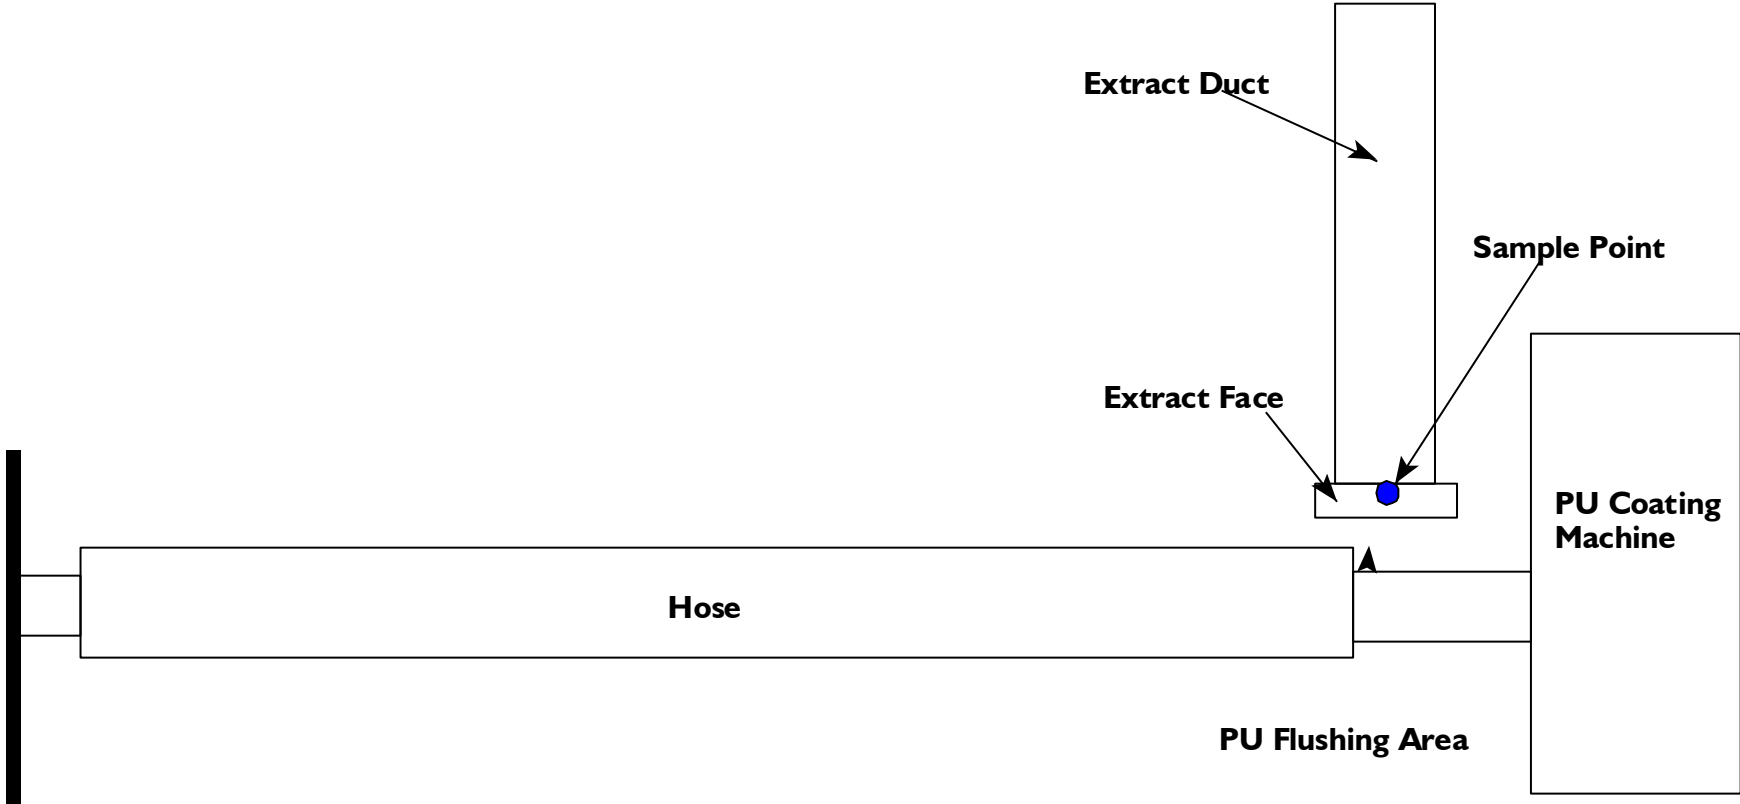 Extract Duct
Sample Point
Extract Face
PU Coating
Machine
Hose
PU Flushing Area